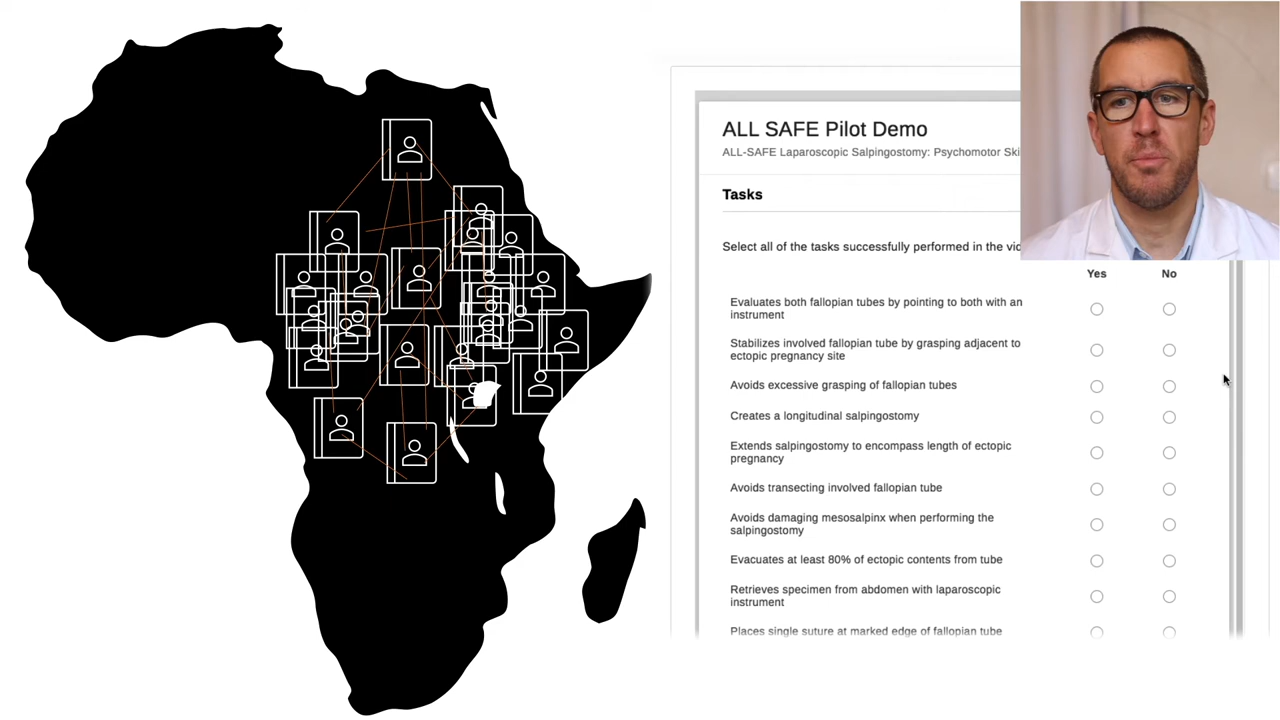 ALL SAFE Pilot Demo
ALL-SAFE Laparoscopic Salpingostomy: Psychomotor
Tasks
Select all of the tasks successfully performed in the
Yes No
Evaluates both fallopian tubes by pointing to both with an
instrument
Stabilizes involved fallopian tube by grasping adjacent to
ectopic pregnancy site
Avoids excessive grasping of fallopian tubes
Creates a longitudinal salpingostomy
Extends salpingostomy to encompass length of ectopic
pregnancy
Avoids transecting involved fallopian tube
Avoids damaging mesosalpinx when performing the
salpingostomy
Evacuates at least 80% of ectopic contents from tube
Retrieves specimen from abdomen with laparoscopic
instrument
Places single suture at marked edge of fallopian tube